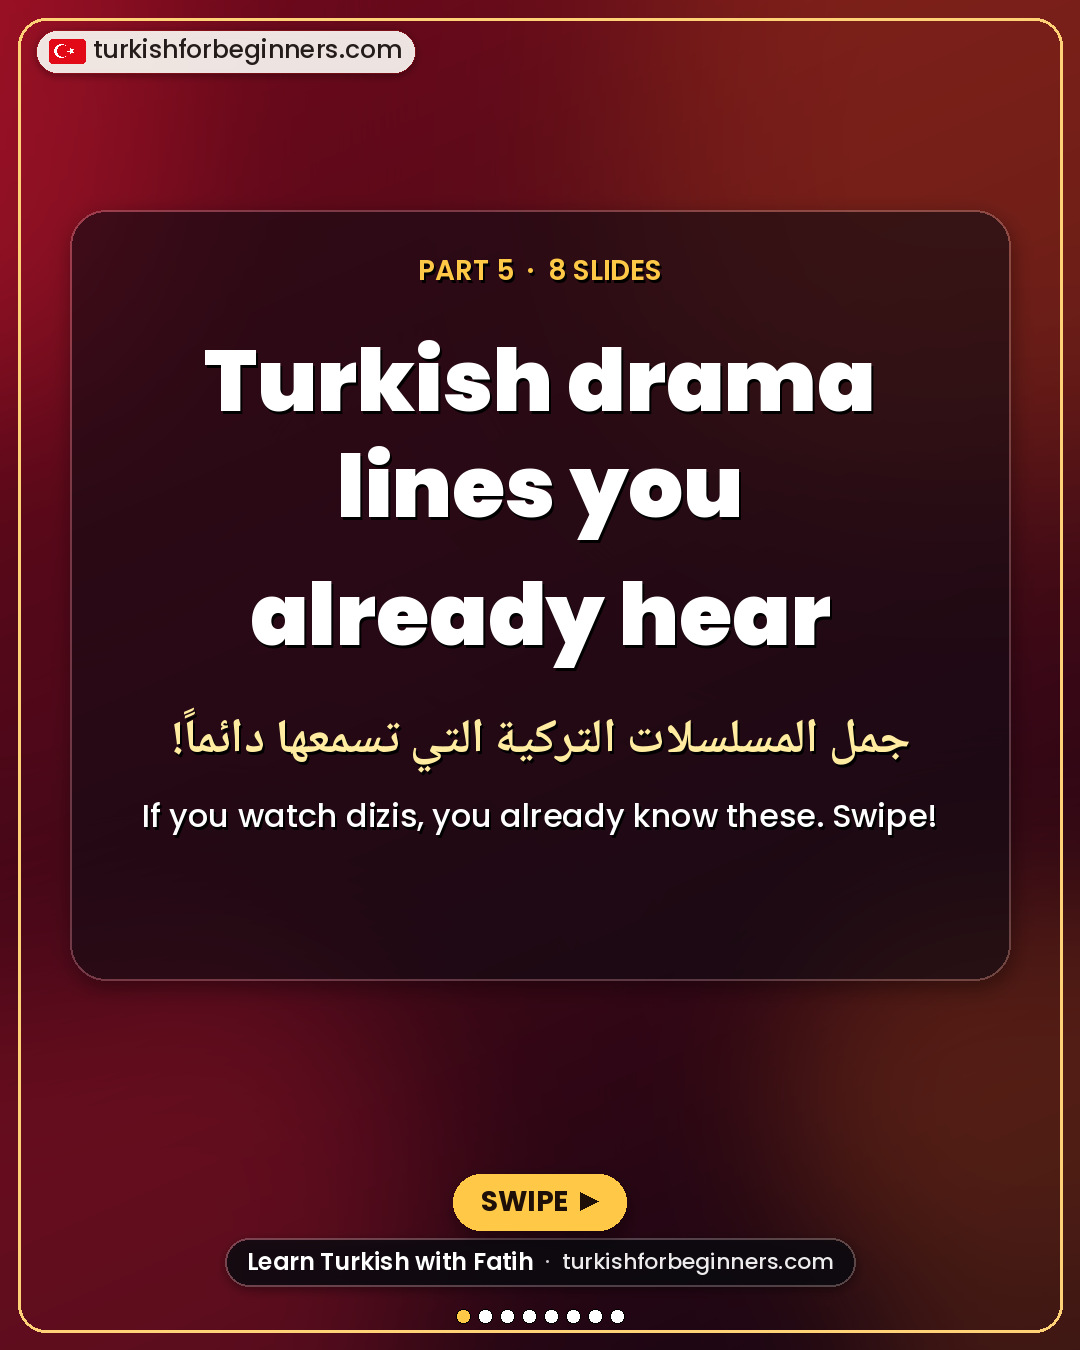 turkishforbeginners.com
PART 5 · 8 SLIDES
Turkish drama
lines you
already hear
جمل المسلسلات التركية التي تسمعها دائماً!
If you watch dizis, you already know these. Swipe!
SWIPE ▶
Learn Turkish with Fatih · turkishforbeginners.com